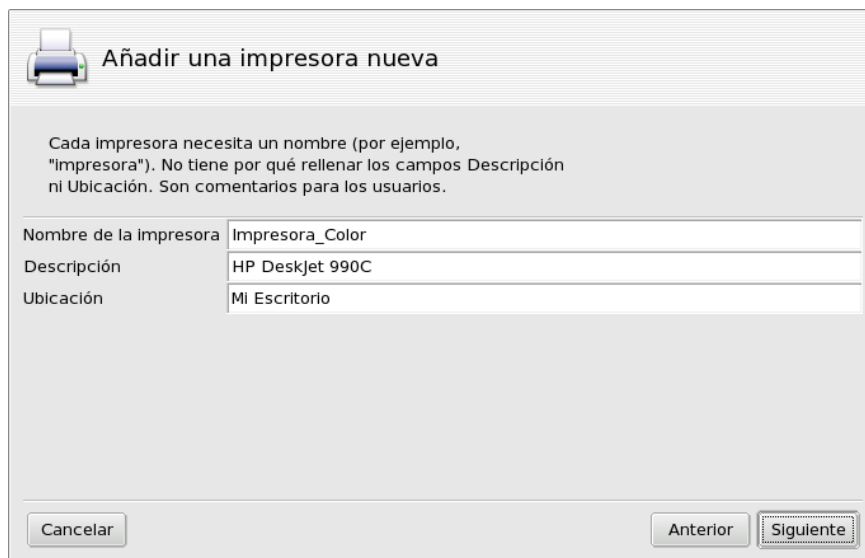 Añadir una impresora nueva
Cada impresora necesita un nombre (por ejemplo,
"impresora"). No tiene por qué rellenar los campos Descripción
ni Ubicación. Son comentarios para los usuarios.
Nombre de la impresora Impresora_Color
Descripción HP DeskJet 990C
Ubicación Mi Escritorio
Cancelar Anterior Siguiente